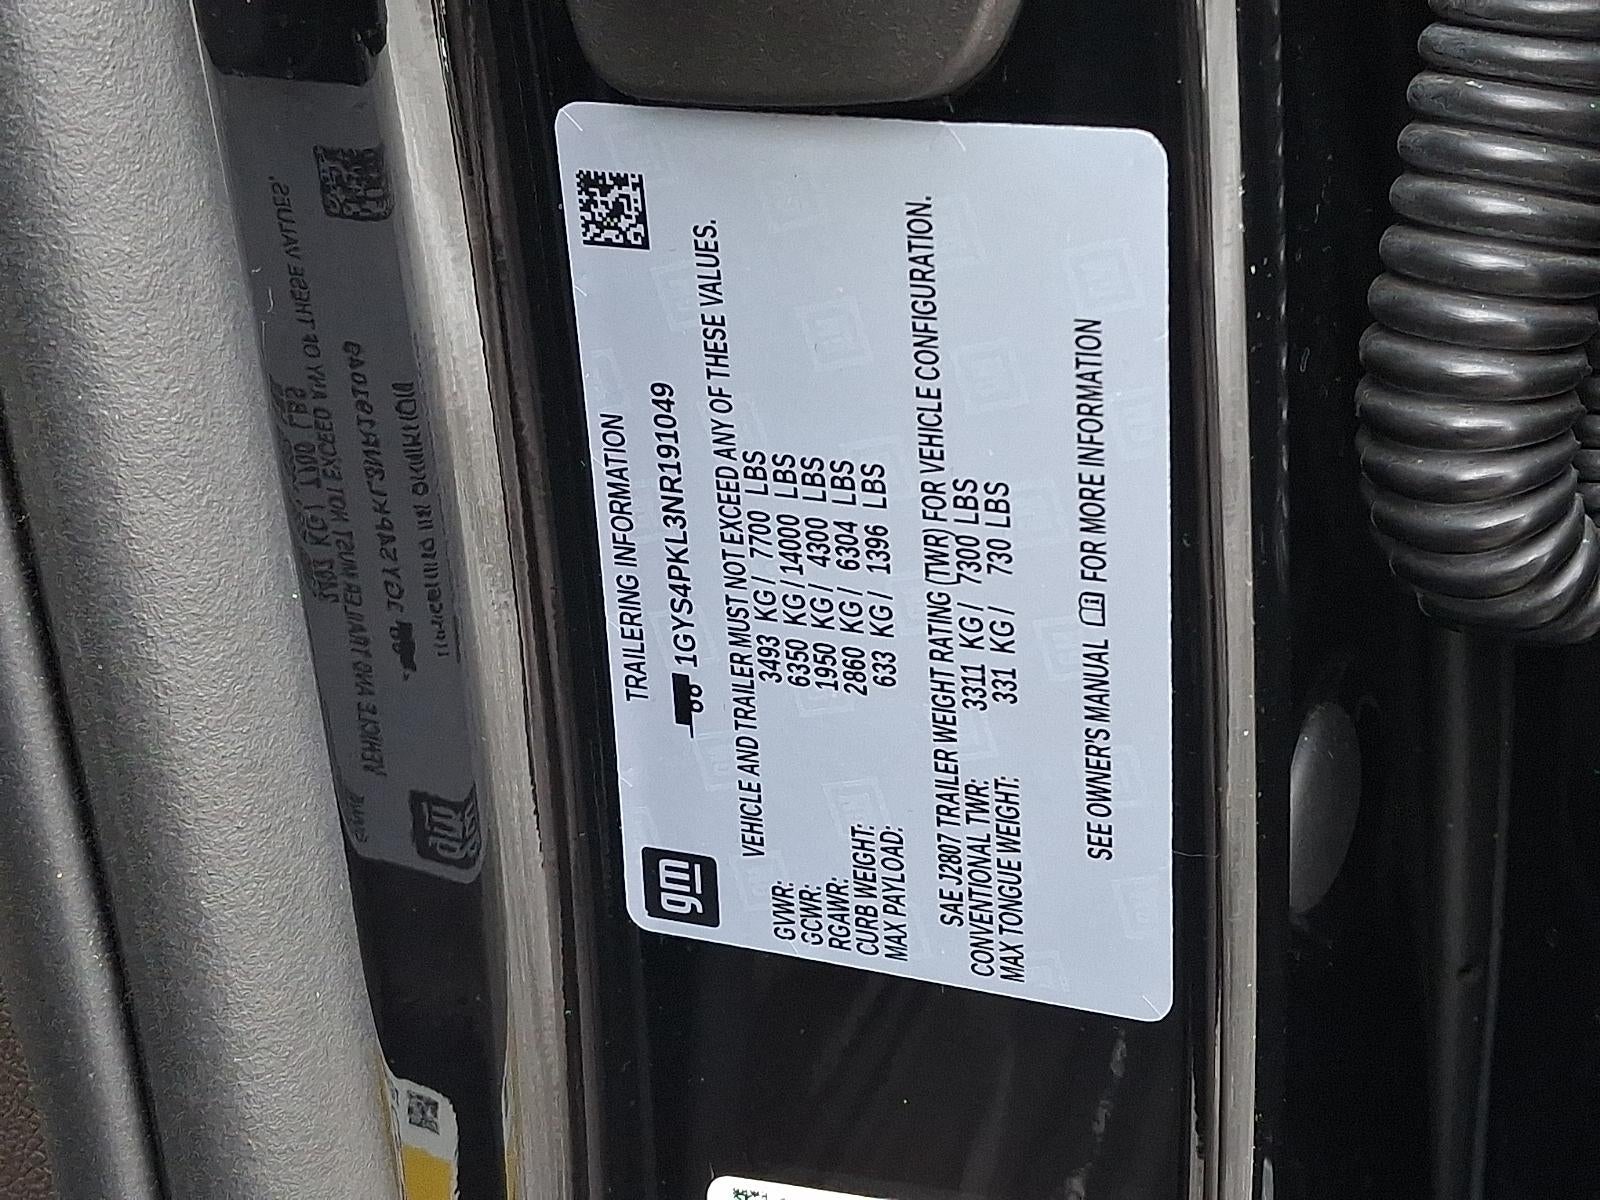 gm
TRAILERING INFORMATION
1GYS4PKL3NR191049
VEHICLE AND TRAILER MUST NOT EXCEED ANY OF THESE VALUES.
GVWR: 3493 KG / 7700 LBS
GCWR: 6350 KG / 14000 LBS
RGAWR: 1950 KG / 4300 LBS
CURB WEIGHT: 2860 KG / 6304 LBS
MAX PAYLOAD: 633 KG / 1396 LBS
SAE J2807 TRAILER WEIGHT RATING (TWR) FOR VEHICLE CONFIGURATION.
CONVENTIONAL TWR: 3311 KG / 7300 LBS
MAX TONGUE WEIGHT: 331 KG / 730 LBS
SEE OWNER'S MANUAL FOR MORE INFORMATION